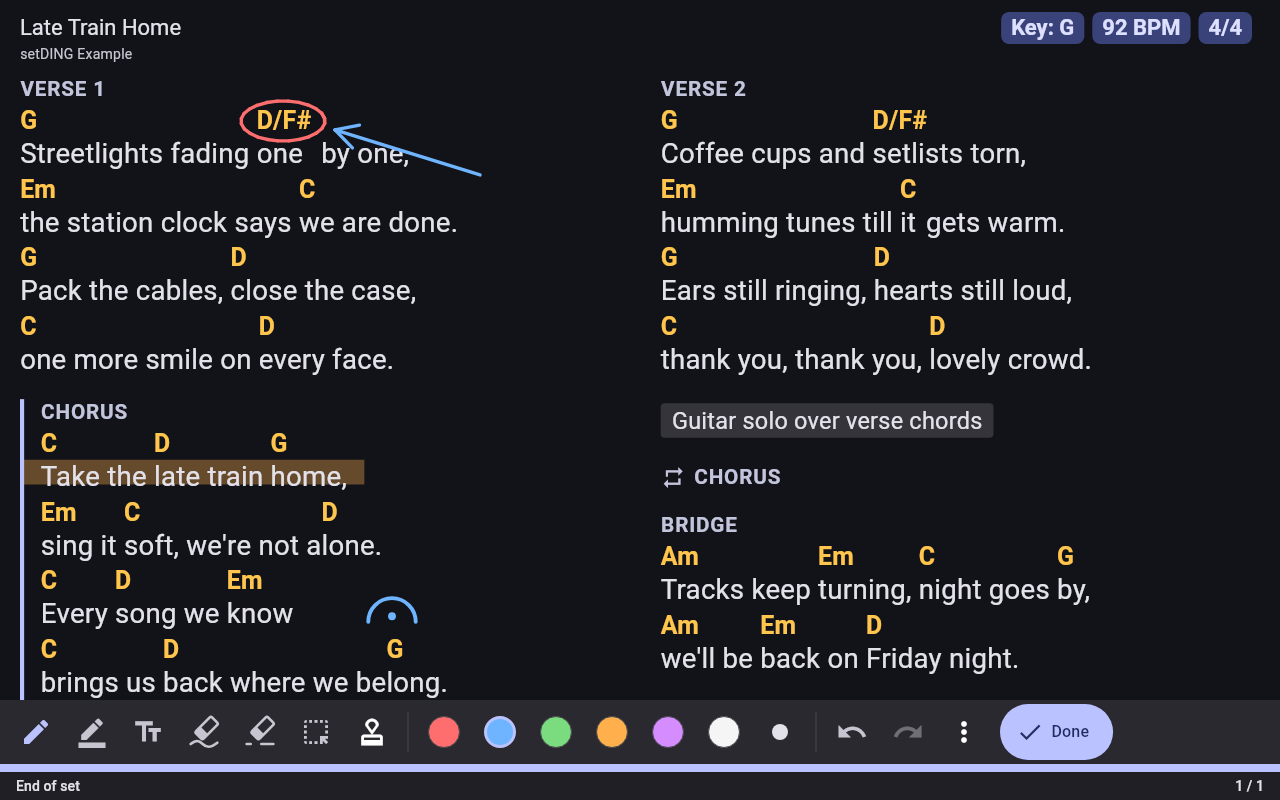 Late Train Home
setDING Example
Key: G 92 BPM 4/4
VERSE 1
G D/F#
Streetlights fading one by one,
Em C
the station clock says we are done.
G D
Pack the cables, close the case,
C D
one more smile on every face.
CHORUS
C D G
Take the late train home,
Em C D
sing it soft, we're not alone.
C D Em
Every song we know
C D G
brings us back where we belong.
VERSE 2
G D/F#
Coffee cups and setlists torn,
Em C
humming tunes till it gets warm.
G D
Ears still ringing, hearts still loud,
C D
thank you, thank you, lovely crowd.
Guitar solo over verse chords
CHORUS
BRIDGE
Am Em C G
Tracks keep turning, night goes by,
Am Em D
we'll be back on Friday night.
Tт
Done
End of set
1 / 1